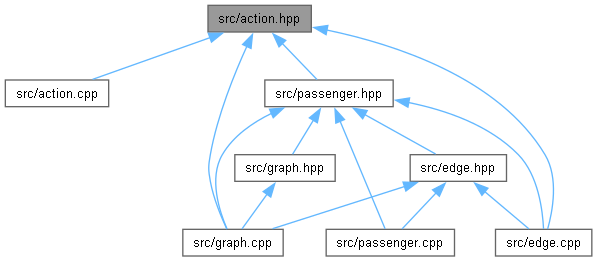 src/action.hpp
src/action.cpp
src/passenger.hpp
src/graph.hpp
src/edge.hpp
src/graph.cpp
src/passenger.cpp
src/edge.cpp